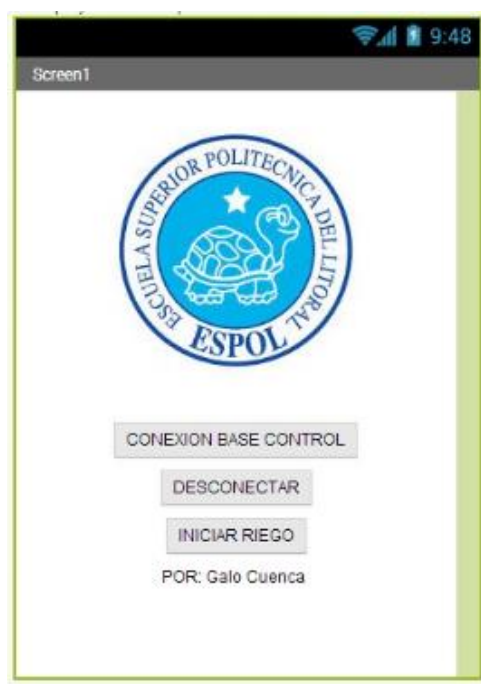 9:48
Screen1
ESCUELA SUPERIOR POLITECNICA DEL LITORAL
ESPOL
CONEXION BASE CONTROL
DESCONECTAR
INICIAR RIEGO
POR: Galo Cuenca